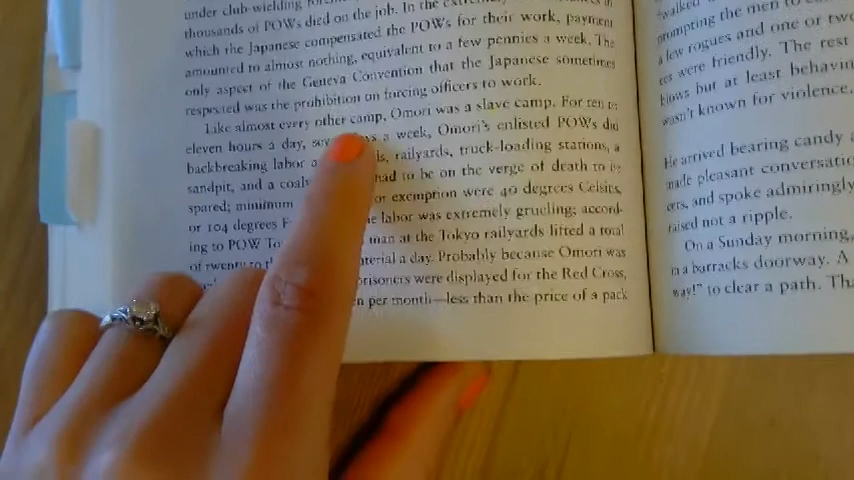 under club-wielding
thousands of POWs died on the job. In the extremely
which the Japanese compensated the POWs for their work, payment
amounted to almost nothing, equivalent to a few pennies a week. The
only aspect of the Geneva Convention that the Japanese sometimes
respected was the prohibition on forcing officers to work.
Like almost every other camp, Omori was a slave camp. For ten to
eleven hours a day, a week, Omori's enlisted POWs did
backbreaking labor railyards, truck-loading stations, a
sandpit, and a had to be on the verge of death to be
spared; minimum for exemption were 40 degrees Celsius,
or 104 degrees labor was extremely grueling; accord-
ing to POW man at the Tokyo railyards lifted a total
of a day. Probably because Omori was
prisoners were displayed for the Red Cross,
per month—less than the price of a pack
"walked
prompting the men to
a few rogues and one or two
were friendly. The rest
but at least
wasn't known for violence.
He arrived bearing candy
made pleasant conversation
and spoke admiringly
raised not a ripple.
On a Sunday morning,
in a barracks doorway. A
way!" to clear a path.